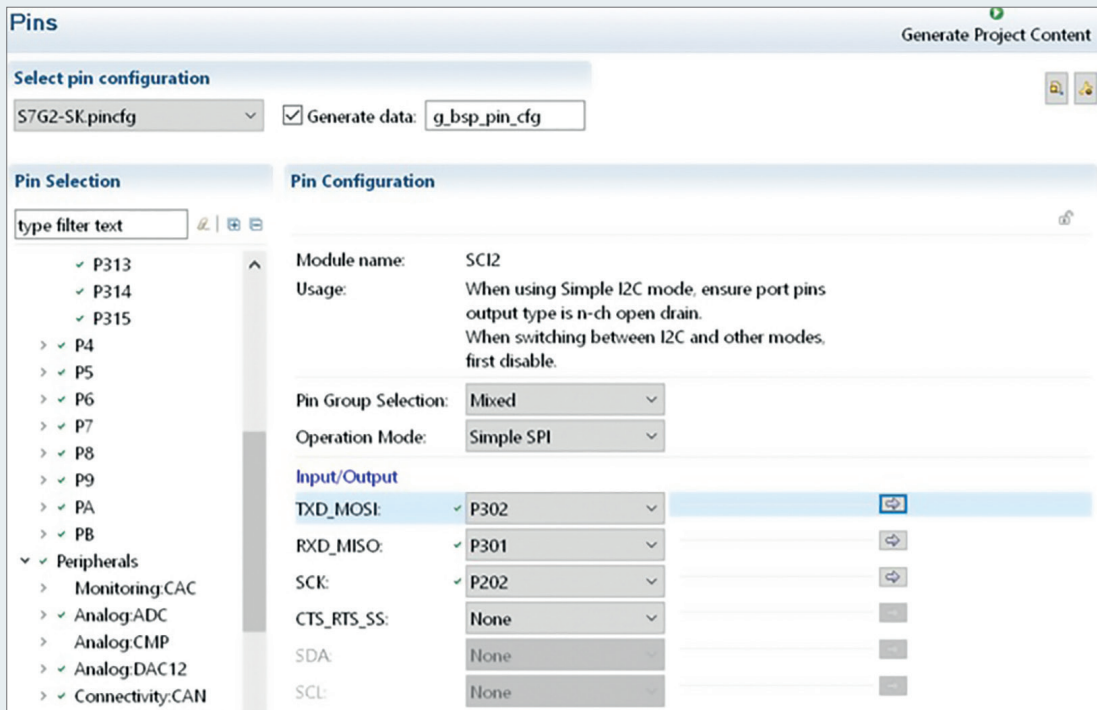 Pins
Generate Project Content
Select pin configuration
S7G2-SK.pincfg
Generate data: g_bsp_pin_cfg
Pin Selection
Pin Configuration
type filter text
P313
P314
P315
P4
P5
P6
P7
P8
P9
PA
PB
Peripherals
Monitoring:CAC
Analog:ADC
Analog:CMP
Analog:DAC12
Connectivity:CAN
Module name: SCI2
Usage: When using Simple I2C mode, ensure port pins
output type is n-ch open drain.
When switching between I2C and other modes,
first disable.
Pin Group Selection: Mixed
Operation Mode: Simple SPI
Input/Output
TXD_MOSI: P302
RXD_MISO: P301
SCK: P202
CTS_RTS_SS: None
SDA: None
SCL: None